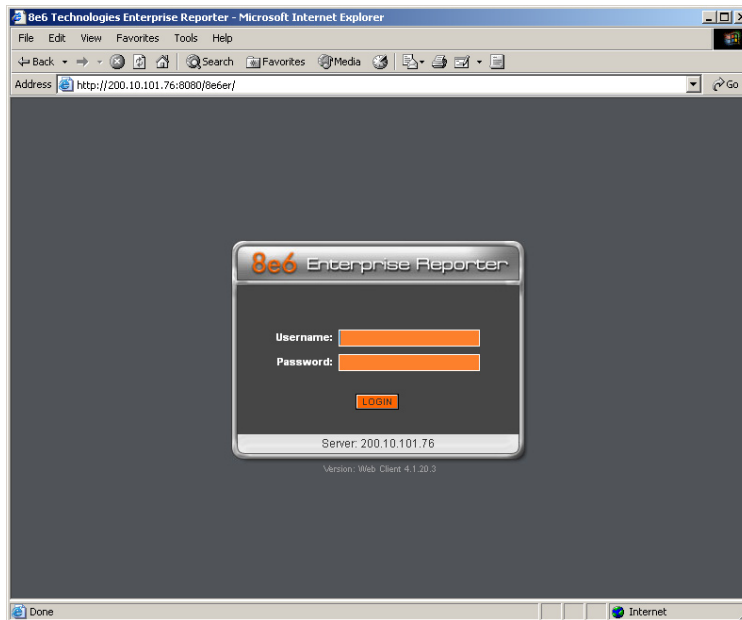 8e6 Technologies Enterprise Reporter - Microsoft Internet Explorer
File Edit View Favorites Tools Help
Back Search Favorites Media
Address http://200.10.101.76:8080/8e6er/ Go
8e6 Enterprise Reporter
Username:
Password:
LOGIN
Server: 200.10.101.76
Version: Web Client 4.1.20.3
Done Internet